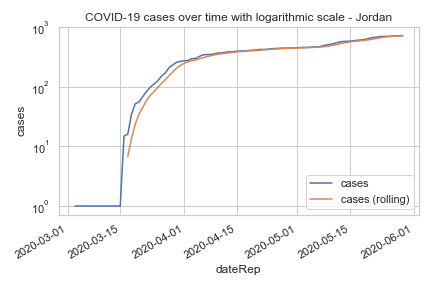 COVID-19 cases over time with logarithmic scale - Jordan
10³
10²
10¹
10⁰
cases
cases
cases (rolling)
2020-03-01
2020-03-15
2020-04-01
2020-04-15
2020-05-01
2020-05-15
2020-06-01
dateRep